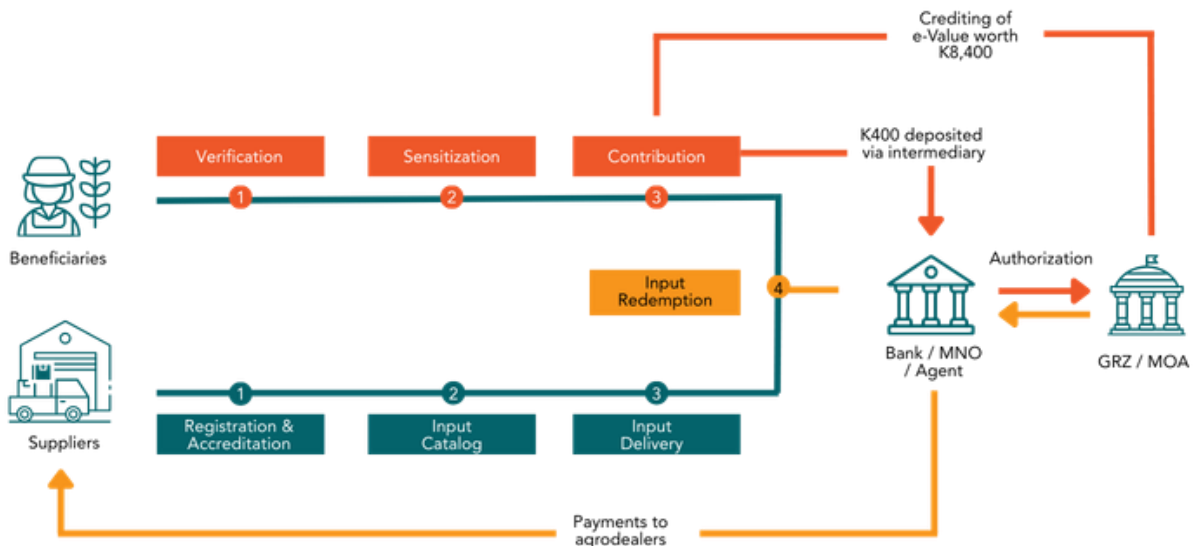 Crediting of
e-Value worth
K8,400
Verification
Sensitization
Contribution
K400 deposited
via intermediary
1
2
3
Beneficiaries
Input
Redemption
4
Authorization
Bank / MNO
/ Agent
GRZ / MOA
1
2
3
Suppliers
Registration &
Accreditation
Input
Catalog
Input
Delivery
Payments to
agrodealers